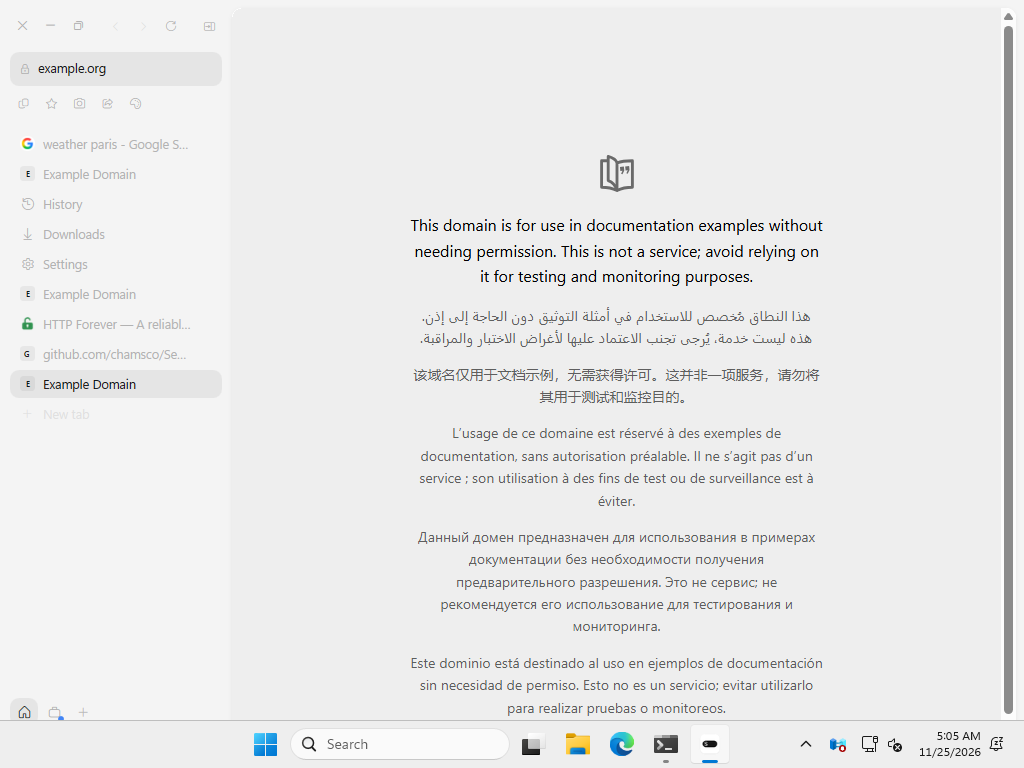 example.org
weather paris - Google S...
E Example Domain
History
Downloads
Settings
E Example Domain
HTTP Forever — A reliabl...
G github.com/chamsco/Se...
E Example Domain
New tab
This domain is for use in documentation examples without
needing permission. This is not a service; avoid relying on
it for testing and monitoring purposes.
هذا النطاق مُخصص للاستخدام في أمثلة التوثيق دون الحاجة إلى إذن.
هذه ليست خدمة، يُرجى تجنب الاعتماد عليها لأغراض الاختبار والمراقبة.
该域名仅用于文档示例，无需获得许可。这并非一项服务，请勿将
其用于测试和监控目的。
L’usage de ce domaine est réservé à des exemples de
documentation, sans autorisation préalable. Il ne s’agit pas d’un
service ; son utilisation à des fins de test ou de surveillance est à
éviter.
Данный домен предназначен для использования в примерах
документации без необходимости получения
предварительного разрешения. Это не сервис; не
рекомендуется его использование для тестирования и
мониторинга.
Este dominio está destinado al uso en ejemplos de documentación
sin necesidad de permiso. Esto no es un servicio; evitar utilizarlo
para realizar pruebas o monitoreos.
Search
5:05 AM
11/25/2026